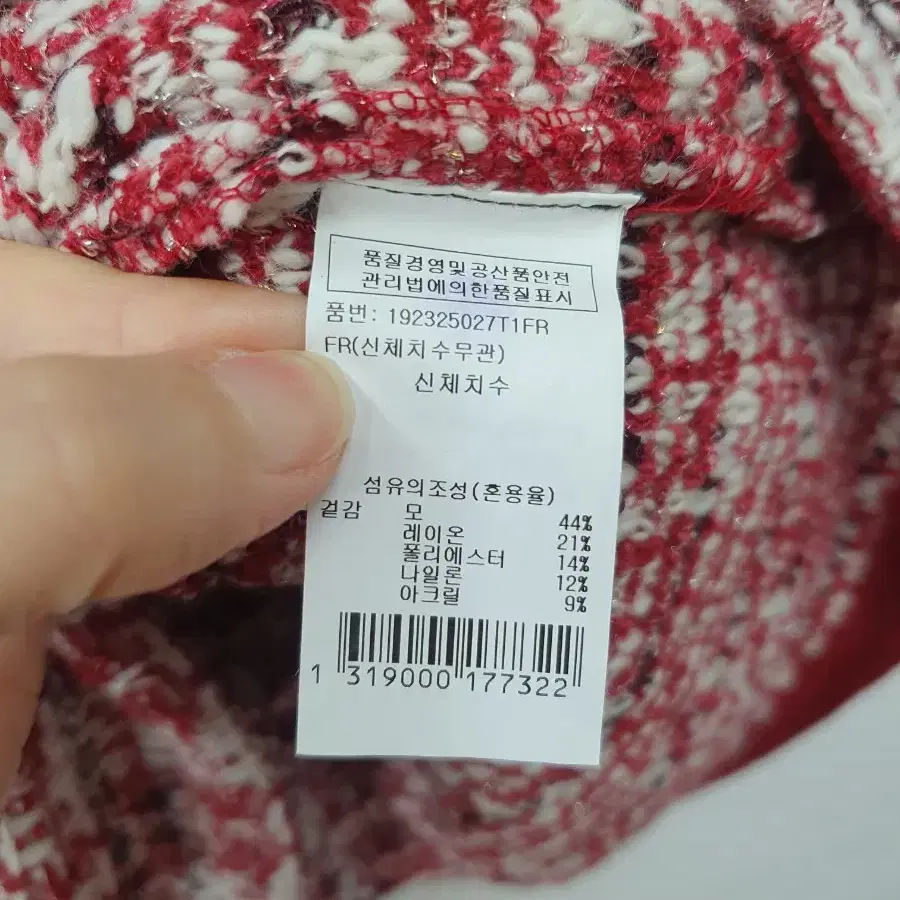 품질경영및공산품안전
관리법에의한품질표시
품번: 192325027T1FR
FR(신체치수무관)
신체치수
섬유의조성(혼용율)
겉감 모 44%
레이온 21%
폴리에스터 14%
나일론 12%
아크릴 9%
1 319000 177322